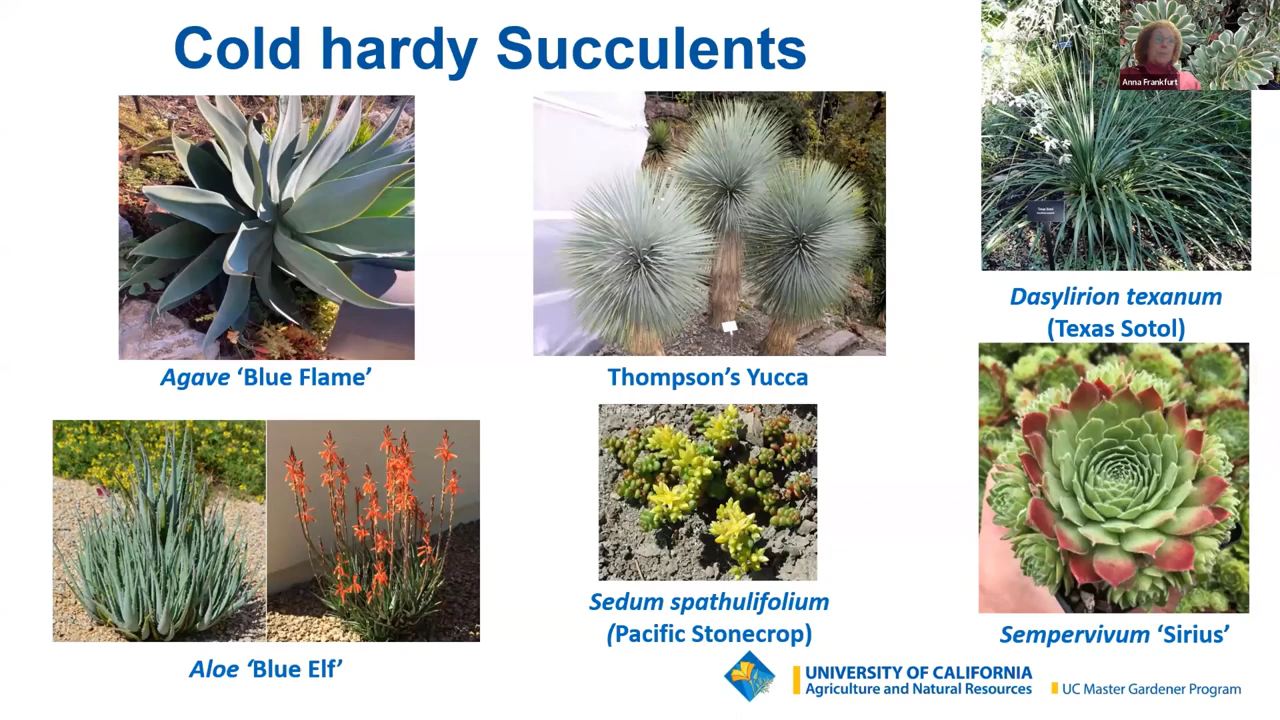 Cold hardy Succulents
Anna Frankfurt
Agave ‘Blue Flame’
Thompson’s Yucca
Dasylirion texanum
(Texas Sotol)
Aloe ‘Blue Elf’
Sedum spathulifolium
(Pacific Stonecrop)
Sempervivum ‘Sirius’
UNIVERSITY OF CALIFORNIA
Agriculture and Natural Resources
UC Master Gardener Program